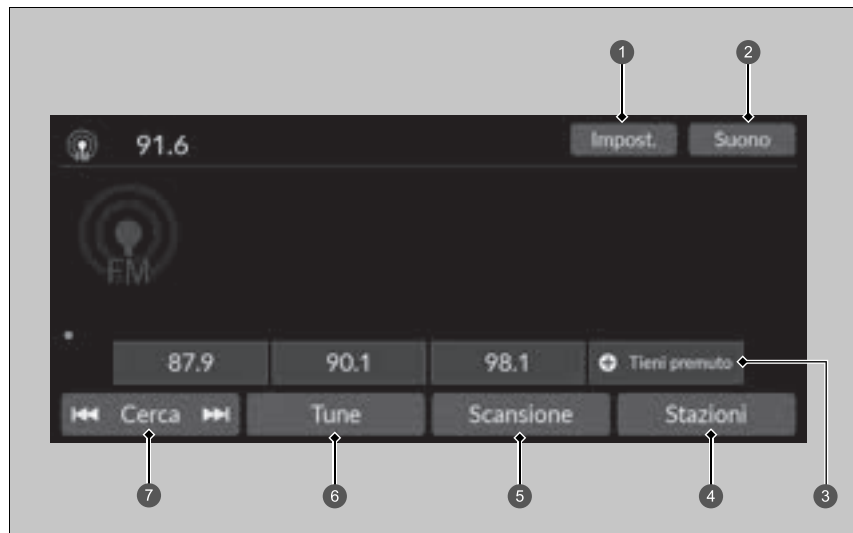 1 2
91.6 Impost. Suono
FM
87.9 90.1 98.1 Tieni premuto
Cerca Tune Scansione Stazioni
7 6 5 4 3